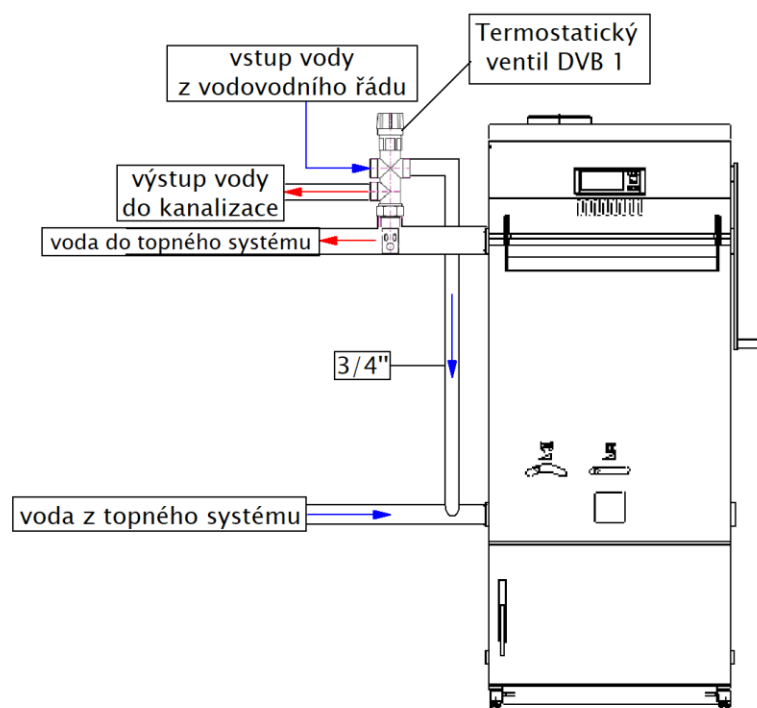 Termostatický
ventil DVB 1
vstup vody
z vodovodního řádu
výstup vody
do kanalizace
voda do topného systému
3/4"
voda z topného systému